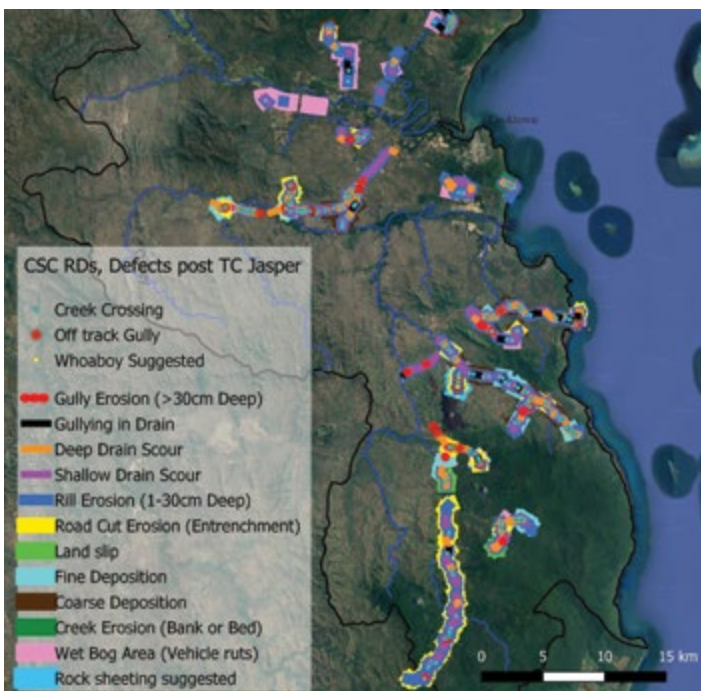 Cooktown
CSC RDs, Defects post TC Jasper
Creek Crossing
Off track Gully
Whoaboy Suggested
Gully Erosion (>30cm Deep)
Gullying in Drain
Deep Drain Scour
Shallow Drain Scour
Rill Erosion (1-30cm Deep)
Road Cut Erosion (Entrenchment)
Land slip
Fine Deposition
Coarse Deposition
Creek Erosion (Bank or Bed)
Wet Bog Area (Vehicle ruts)
Rock sheeting suggested
0 5 10 15 km